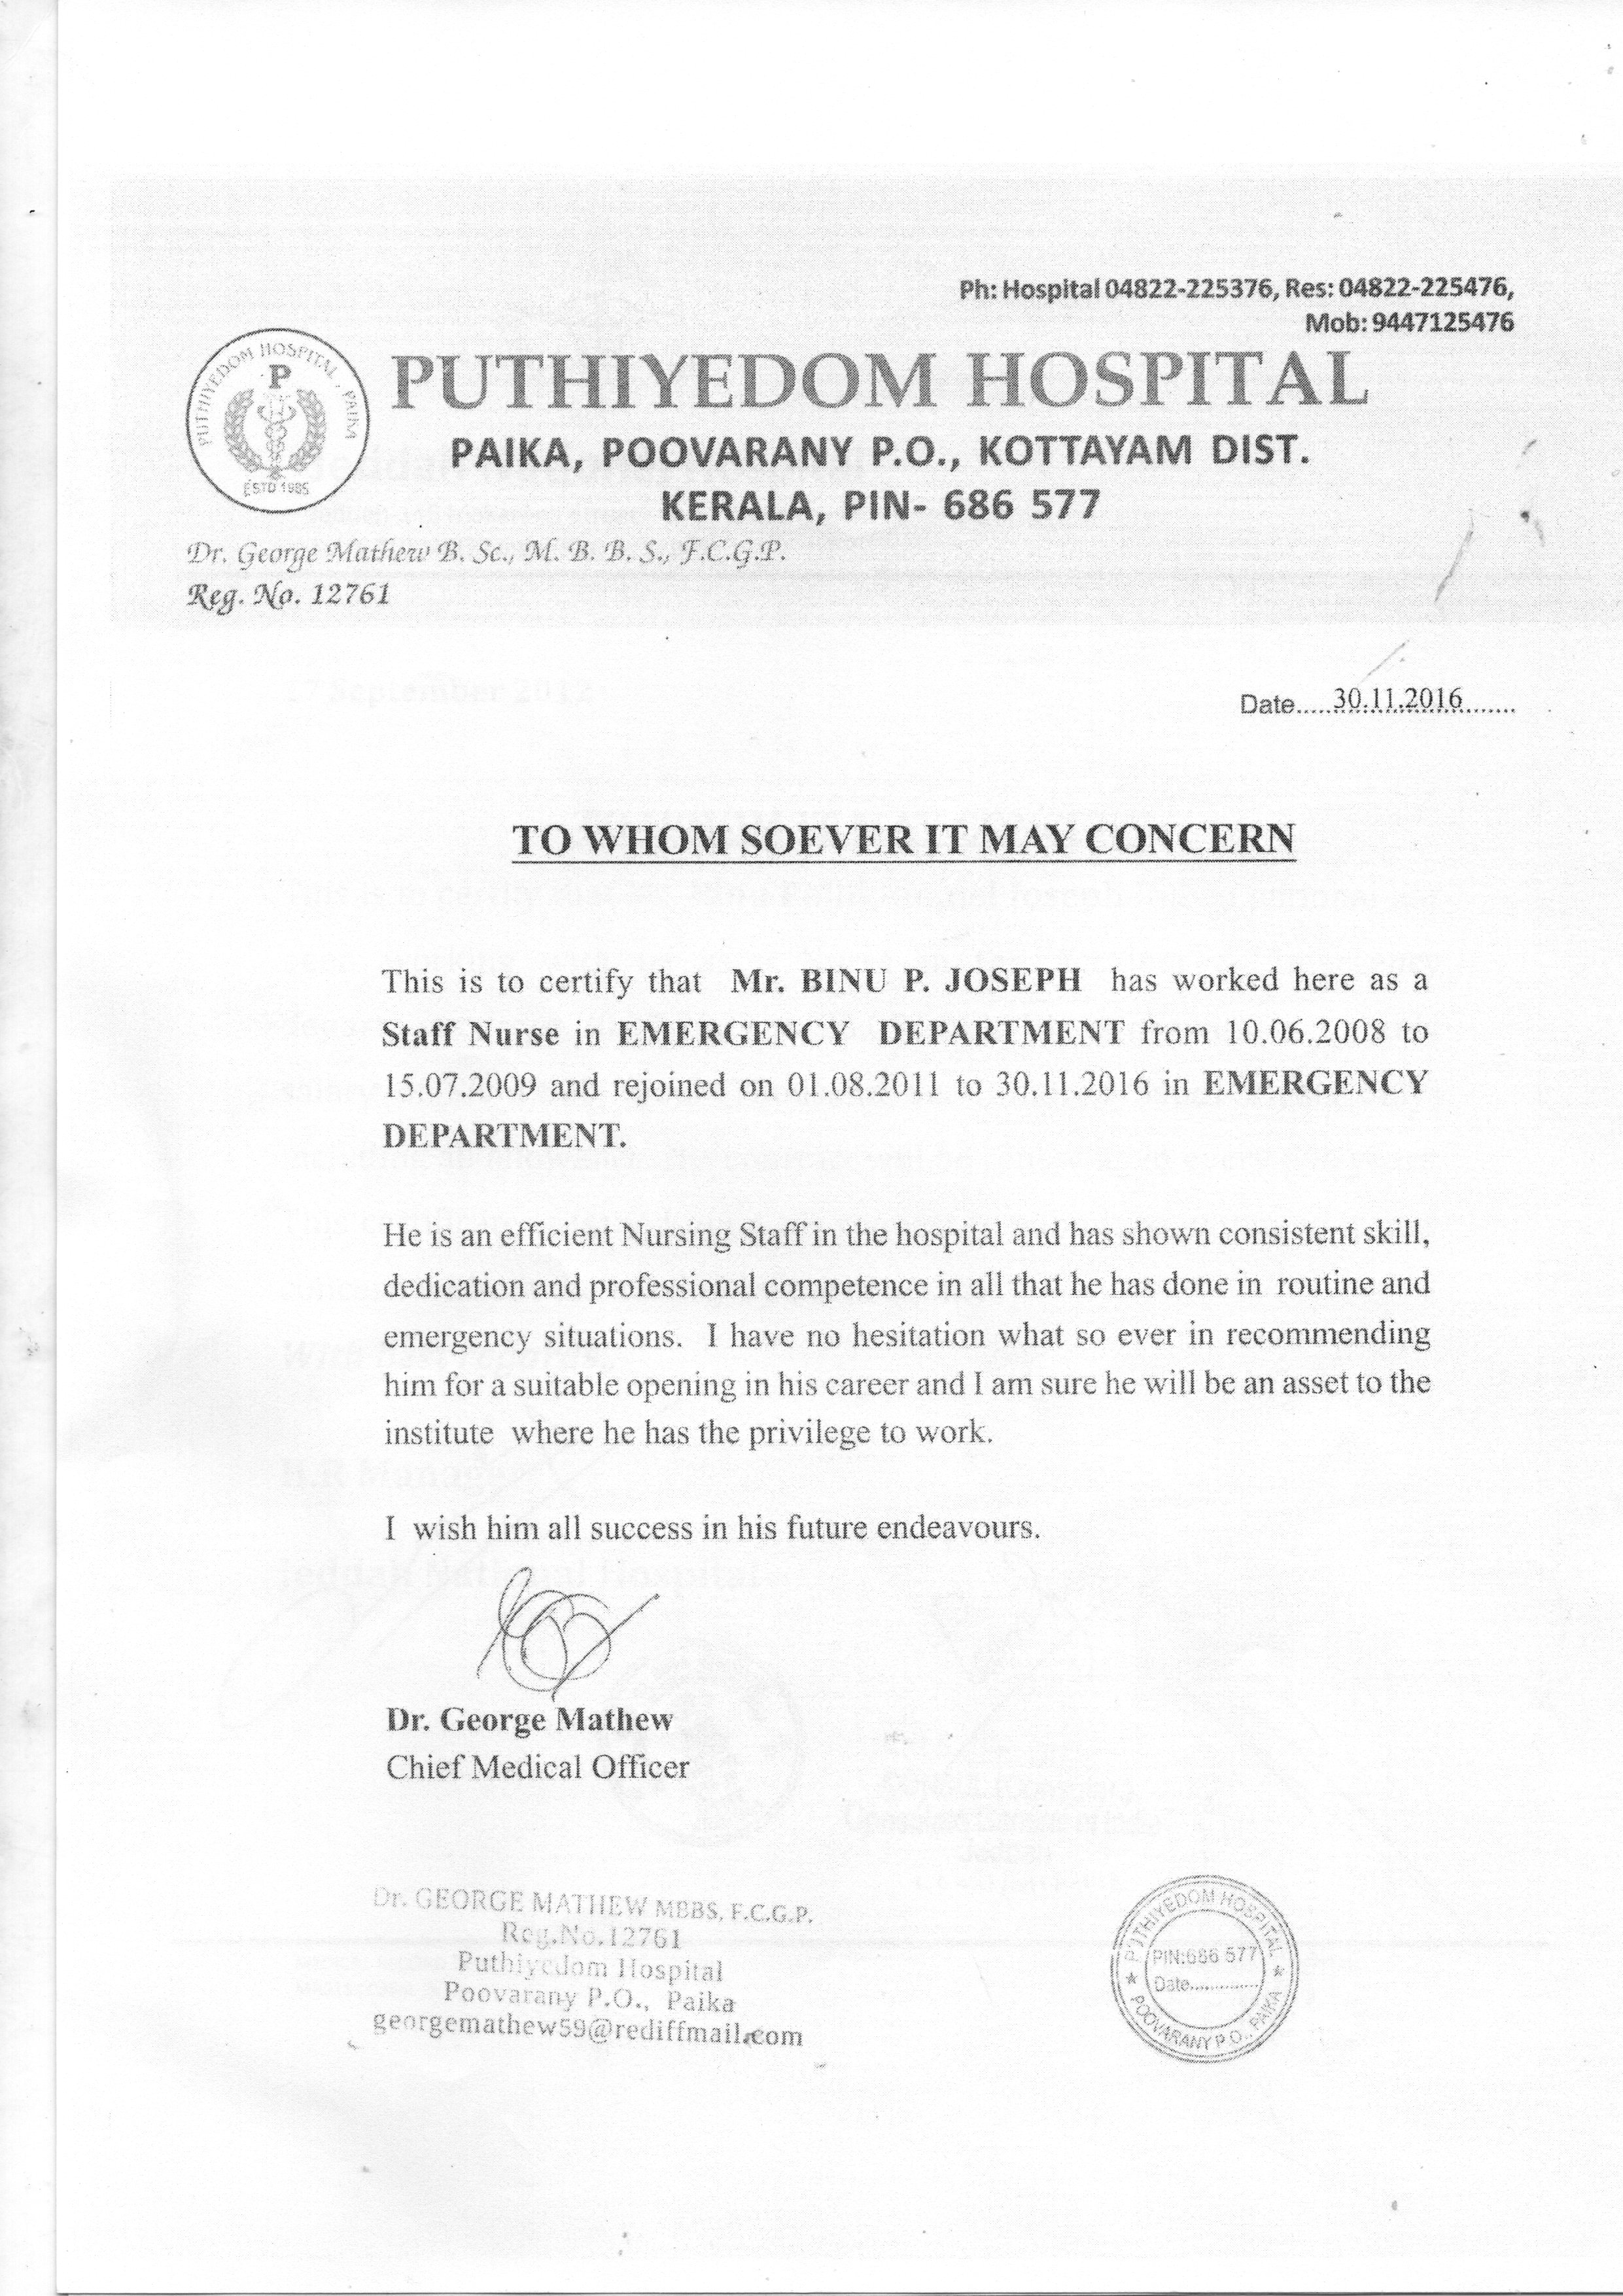 Ph: Hospital 04822-225376, Res: 04822-225476,
Mob: 9447125476
PUTHIYEDOM HOSPITAL, PAIKA
P
ESTD 1985
PUTHIYEDOM HOSPITAL
PAIKA, POOVARANY P.O., KOTTAYAM DIST.
KERALA, PIN- 686 577
Dr. George Mathew B. Sc., M. B. B. S., F.C.G.P.
Reg. No. 12761
Date.....30.11.2016.......
TO WHOM SOEVER IT MAY CONCERN
This is to certify that Mr. BINU P. JOSEPH has worked here as a
Staff Nurse in EMERGENCY DEPARTMENT from 10.06.2008 to
15.07.2009 and rejoined on 01.08.2011 to 30.11.2016 in EMERGENCY
DEPARTMENT.
He is an efficient Nursing Staff in the hospital and has shown consistent skill,
dedication and professional competence in all that he has done in routine and
emergency situations. I have no hesitation what so ever in recommending
him for a suitable opening in his career and I am sure he will be an asset to the
institute where he has the privilege to work.
I wish him all success in his future endeavours.
Dr. George Mathew
Chief Medical Officer
Dr. GEORGE MATHEW MBBS, F.C.G.P.
Reg.No.12761
Puthiyedom Hospital
Poovarany P.O., Paika
georgemathew59@rediffmail.com
PUTHIYEDOM HOSPITAL
PIN:686 577
Date..............
POOVARANY P.O., PAIKA